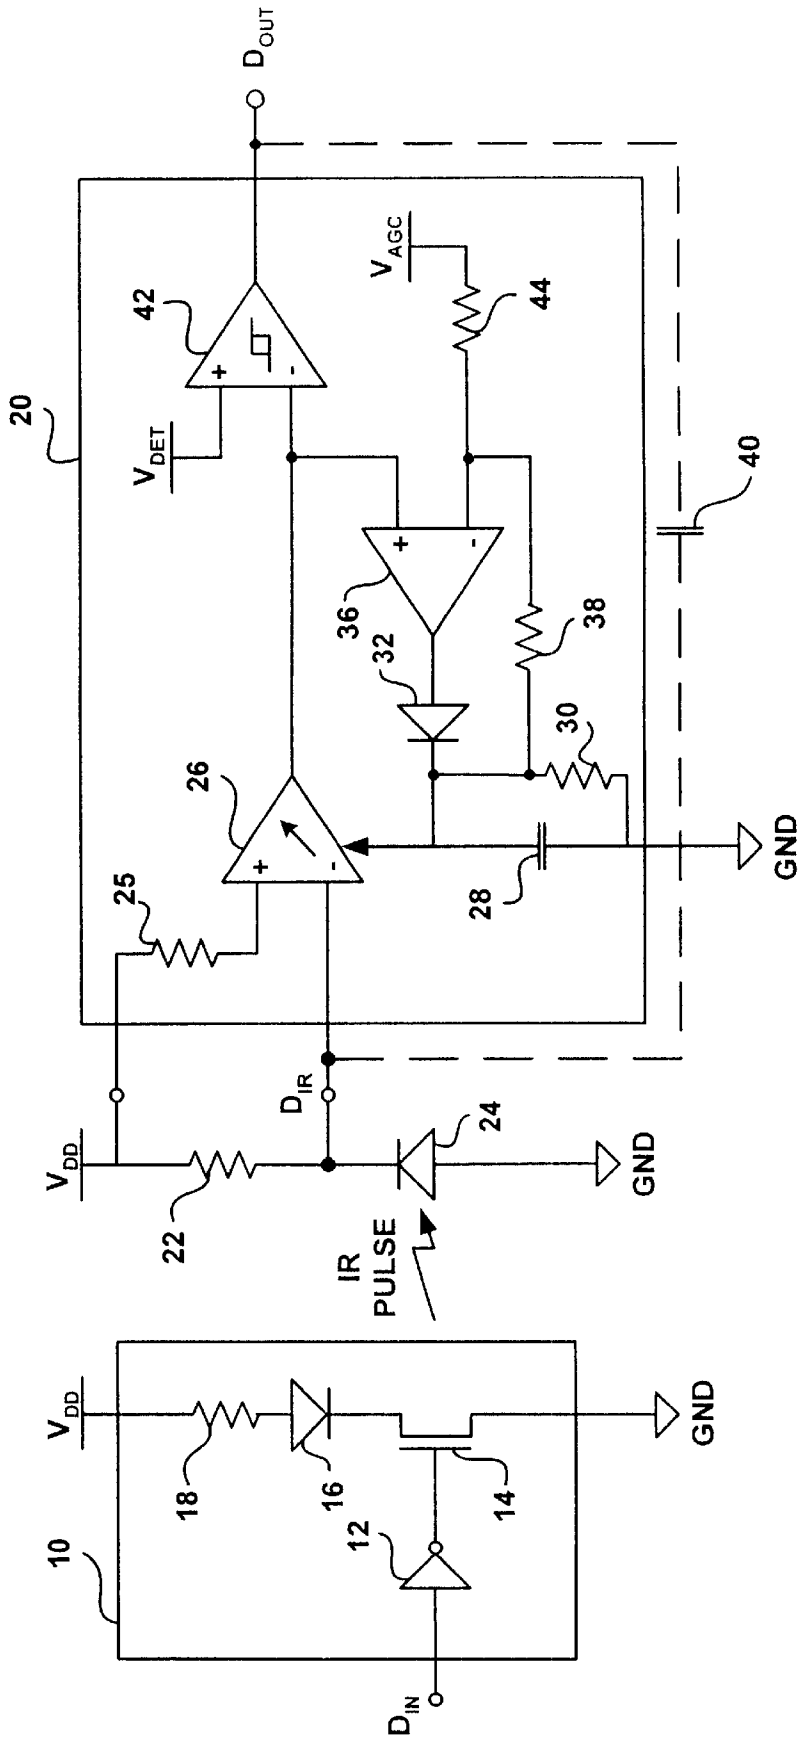 10
V_DD
18
16
12
14
D_IN
GND
IR
PULSE
V_DD
22
D_IR
24
GND
20
25
26
+
-
28
30
32
36
+
-
38
V_AGC
44
V_DET
42
+
-
D_OUT
40
GND